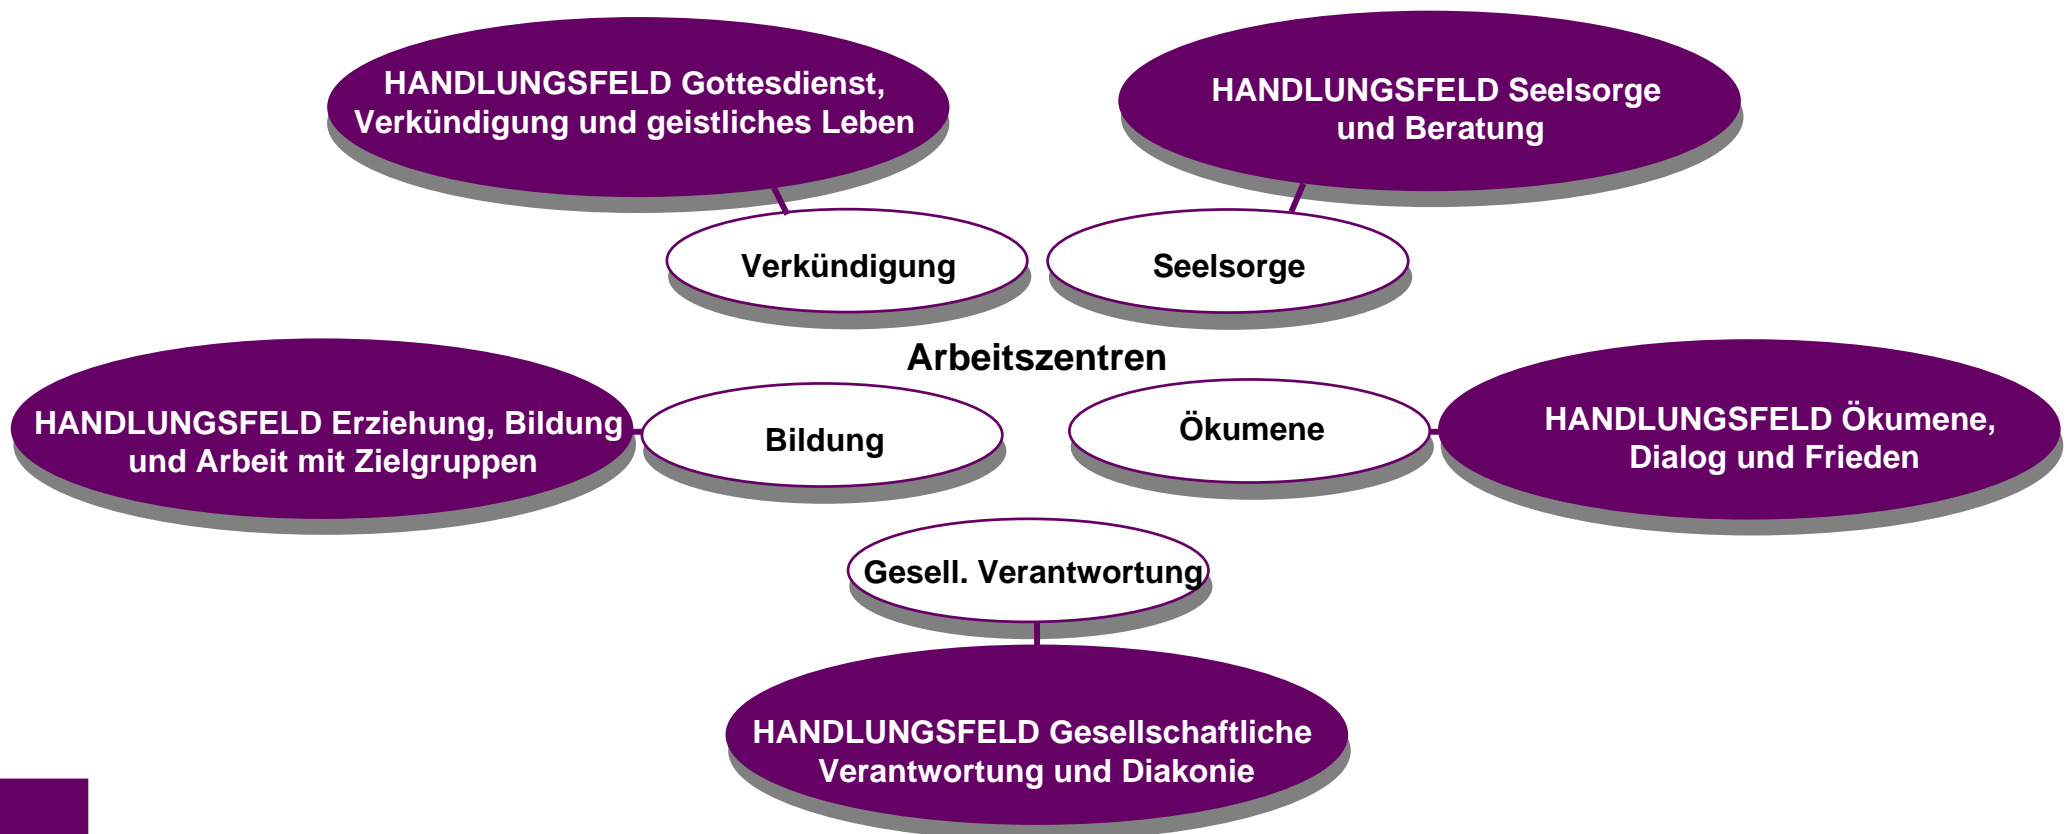 HANDLUNGSFELD Gottesdienst,
Verkündigung und geistliches Leben
HANDLUNGSFELD Seelsorge
und Beratung
Verkündigung
Seelsorge
Arbeitszentren
HANDLUNGSFELD Erziehung, Bildung
und Arbeit mit Zielgruppen
Bildung
Ökumene
HANDLUNGSFELD Ökumene,
Dialog und Frieden
Gesell. Verantwortung
HANDLUNGSFELD Gesellschaftliche
Verantwortung und Diakonie